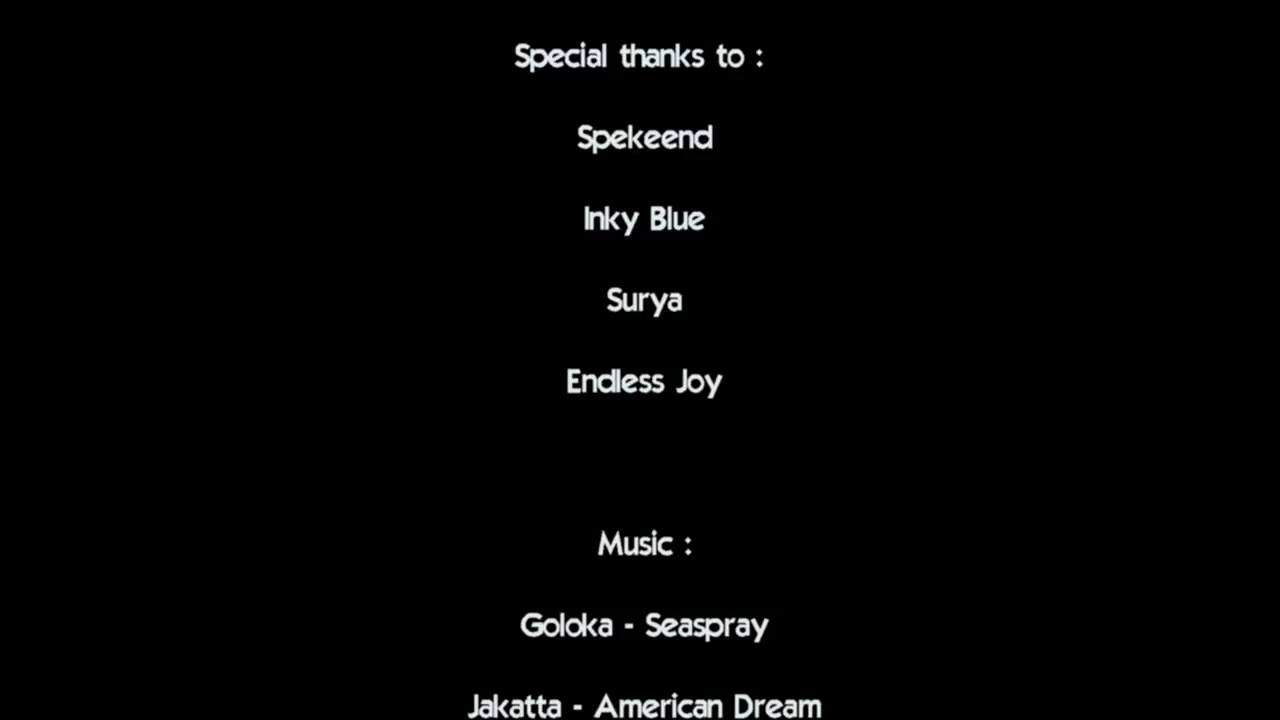 Special thanks to :
Spekeend
Inky Blue
Surya
Endless Joy
Music :
Goloka - Seaspray
Jakatta - American Dream